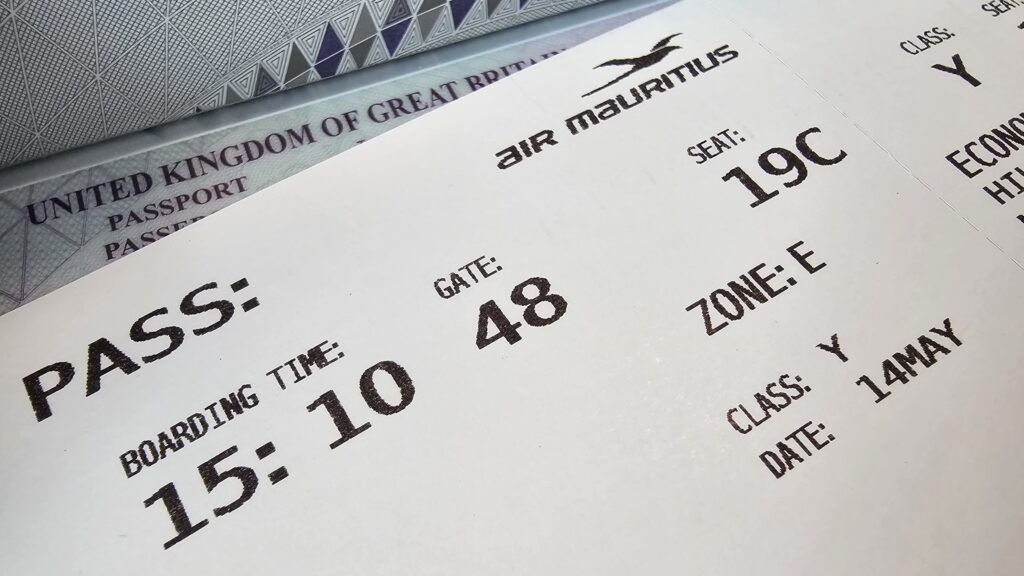 UNITED KINGDOM OF GREAT BRITAIN
PASSPORT
AIR MAURITIUS
PASS:
BOARDING TIME:
15: 10
GATE:
48
SEAT:
19C
ZONE: E
CLASS: Y
DATE: 14MAY
CLASS:
Y